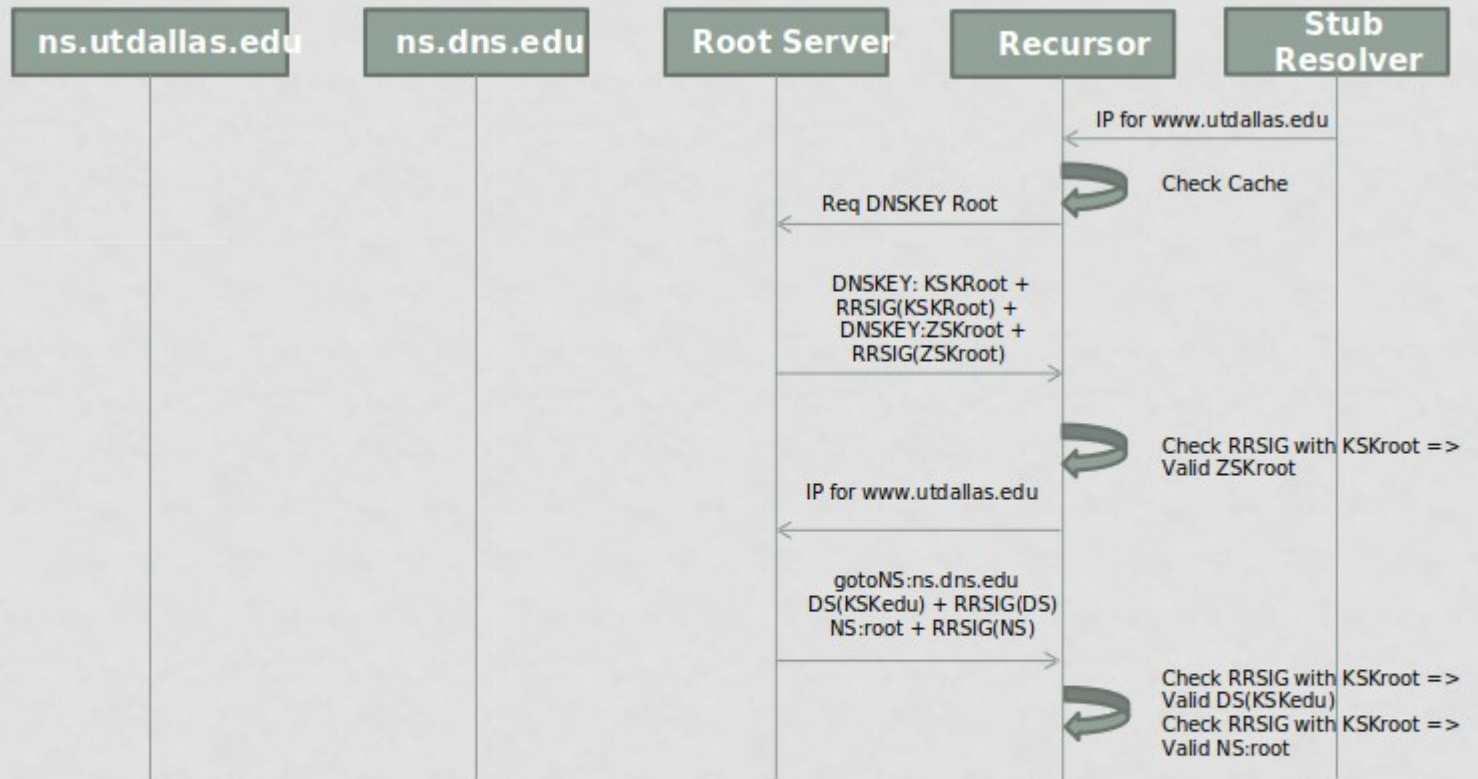 ns.utdallas.edu
ns.dns.edu
Root Server
Recursor
Stub
Resolver
IP for www.utdallas.edu
Check Cache
Req DNSKEY Root
DNSKEY: KSKRoot +
RRSIG(KSKRoot) +
DNSKEY:ZSKroot +
RRSIG(ZSKroot)
Check RRSIG with KSKroot =>
Valid ZSKroot
IP for www.utdallas.edu
gotoNS:ns.dns.edu
DS(KSKedu) + RRSIG(DS)
NS:root + RRSIG(NS)
Check RRSIG with KSKroot =>
Valid DS(KSKedu)
Check RRSIG with KSKroot =>
Valid NS:root